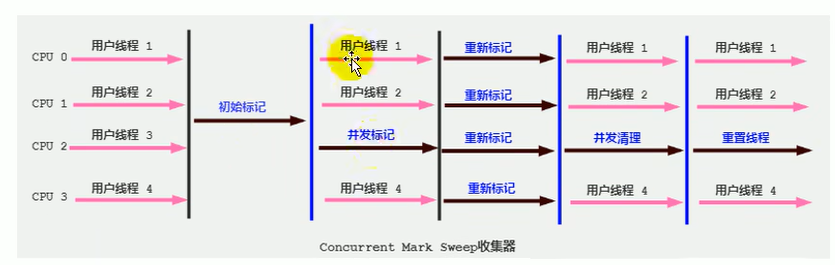 用户线程 1 用户线程 1 重新标记 用户线程 1 用户线程 1
CPU 0
用户线程 2 初始标记 用户线程 2 重新标记 用户线程 2 用户线程 2
CPU 1
用户线程 3 并发标记 重新标记 并发清理 重置线程
CPU 2
用户线程 4 用户线程 4 重新标记 用户线程 4 用户线程 4
CPU 3
Concurrent Mark Sweep收集器